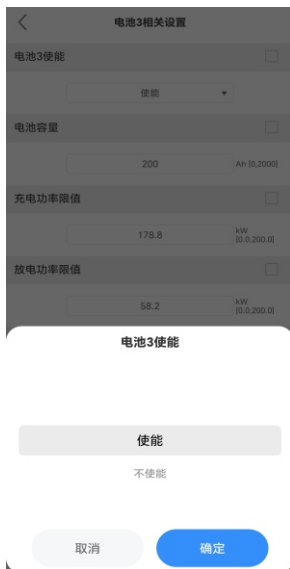 电池3相关设置
电池3使能
使能
电池容量
200 Ah [0,2000]
充电功率限值
178.8 kW
[0.0,200.0]
放电功率限值
58.2 kW
[0.0,200.0]
电池3使能
使能
不使能
取消 确定